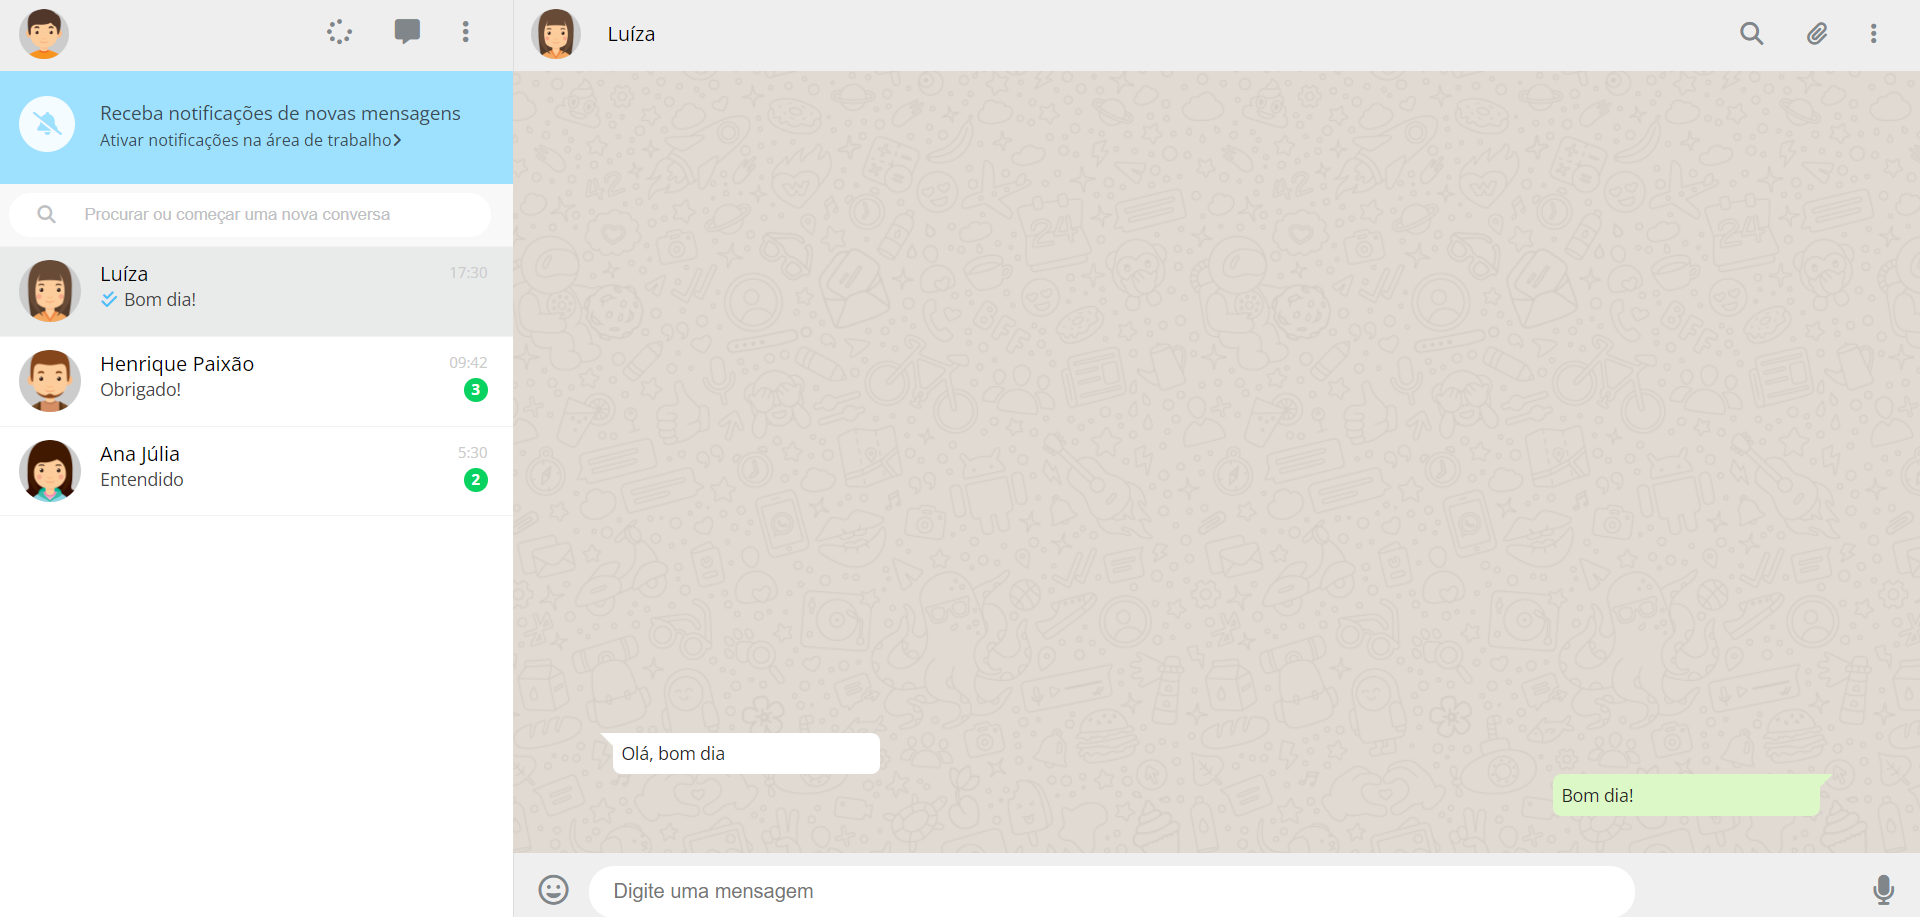 Luíza
Receba notificações de novas mensagens
Ativar notificações na área de trabalho
Procurar ou começar uma nova conversa
Luíza 17:30
Bom dia!
Henrique Paixão 09:42
Obrigado! 3
Ana Júlia 5:30
Entendido 2
Olá, bom dia
Bom dia!
Digite uma mensagem